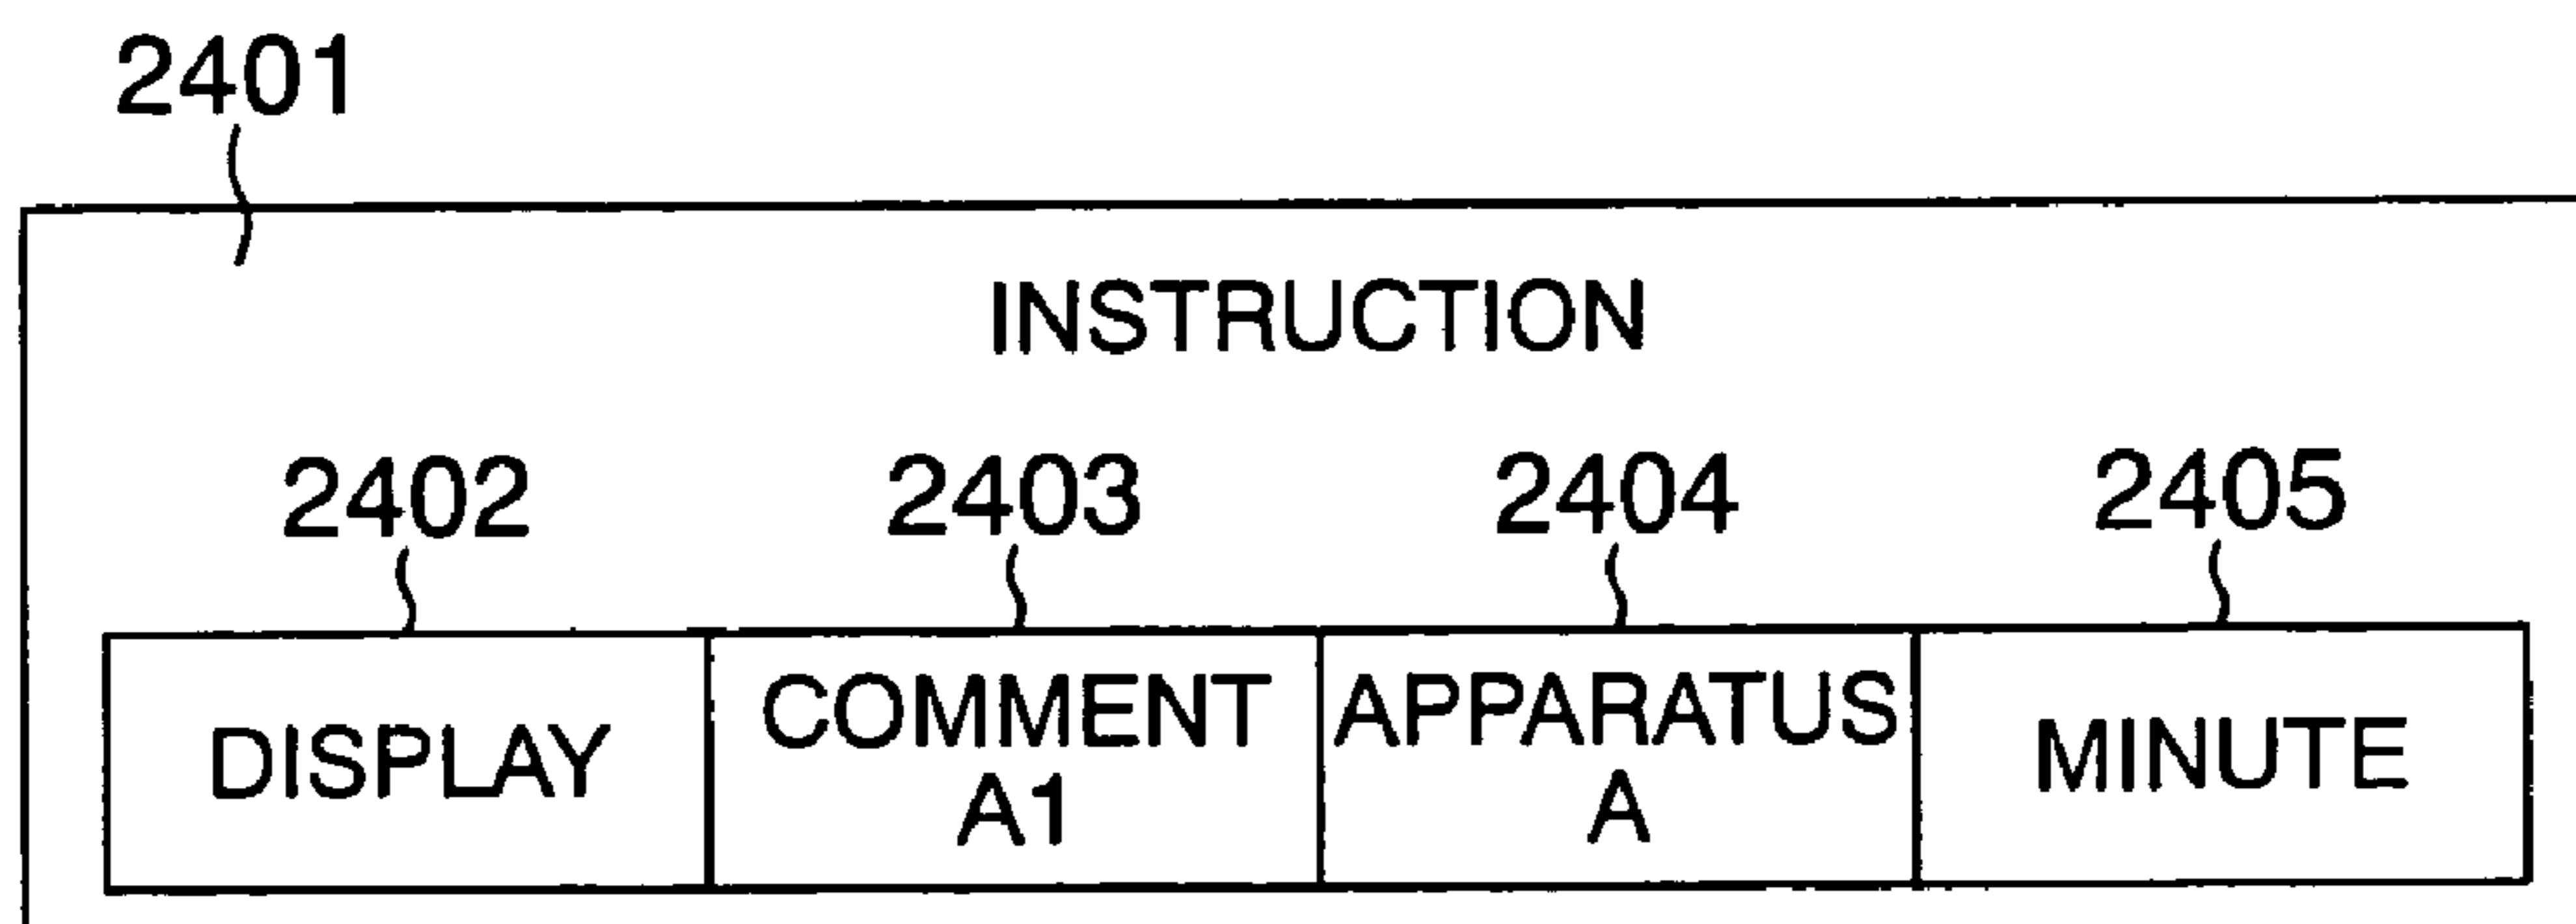 2401
INSTRUCTION
2402 2403 2404 2405
DISPLAY COMMENT A1 APPARATUS A MINUTE